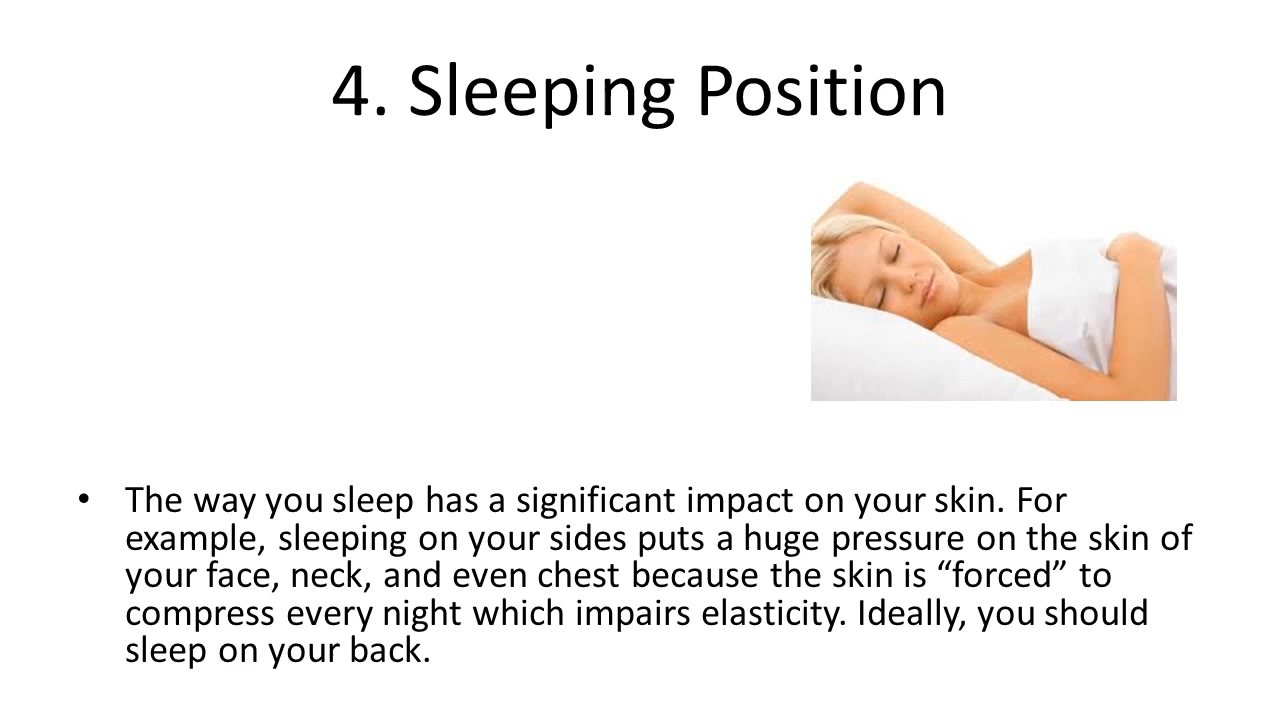 4. Sleeping Position
• The way you sleep has a significant impact on your skin. For
example, sleeping on your sides puts a huge pressure on the skin of
your face, neck, and even chest because the skin is “forced” to
compress every night which impairs elasticity. Ideally, you should
sleep on your back.